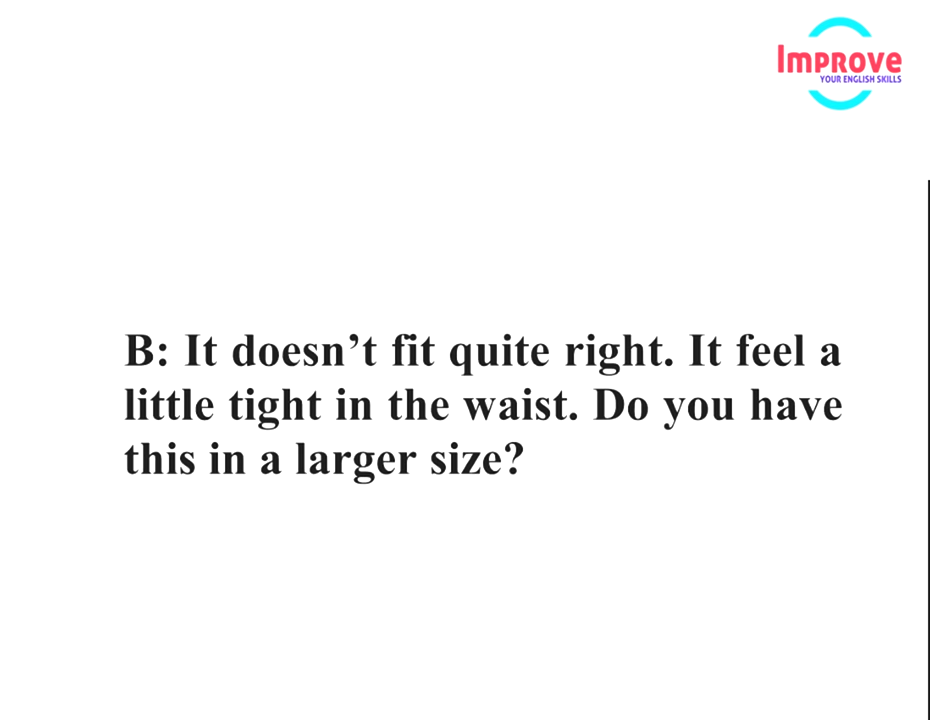 Improve
YOUR ENGLISH SKILLS
B: It doesn’t fit quite right. It feel a
little tight in the waist. Do you have
this in a larger size?